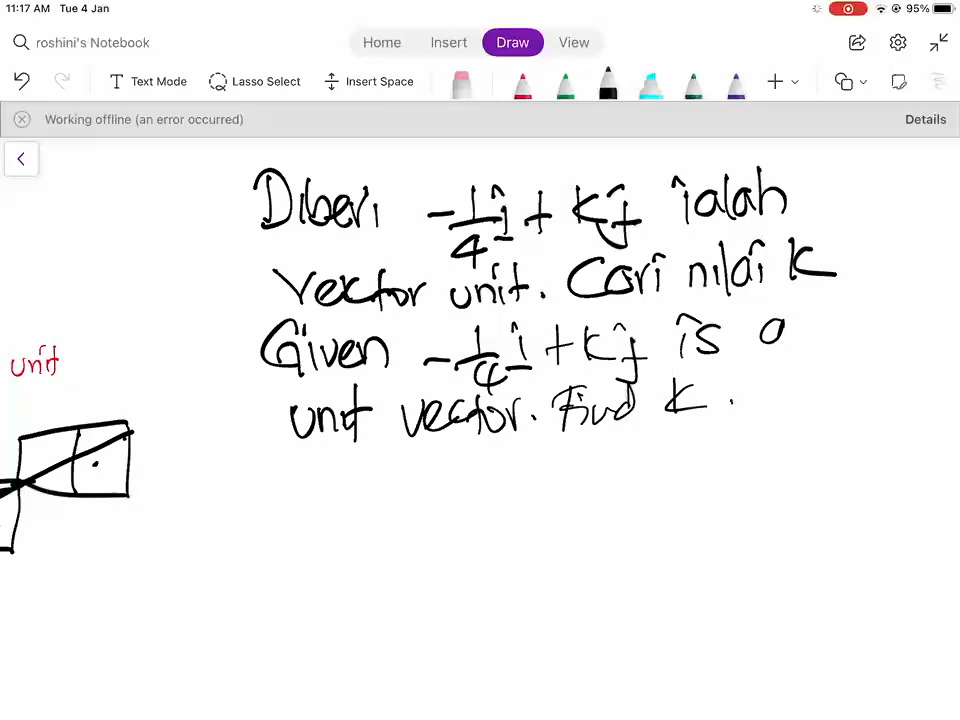 11:17 AM Tue 4 Jan
95%
roshini's Notebook
Home Insert Draw View
Text Mode Lasso Select Insert Space
Working offline (an error occurred)
Details
Diberi -1/4 i + kj ialah
vector unit. Cari nilai k
Given -1/4 i + kj is a
unit vector. Find k.
unit